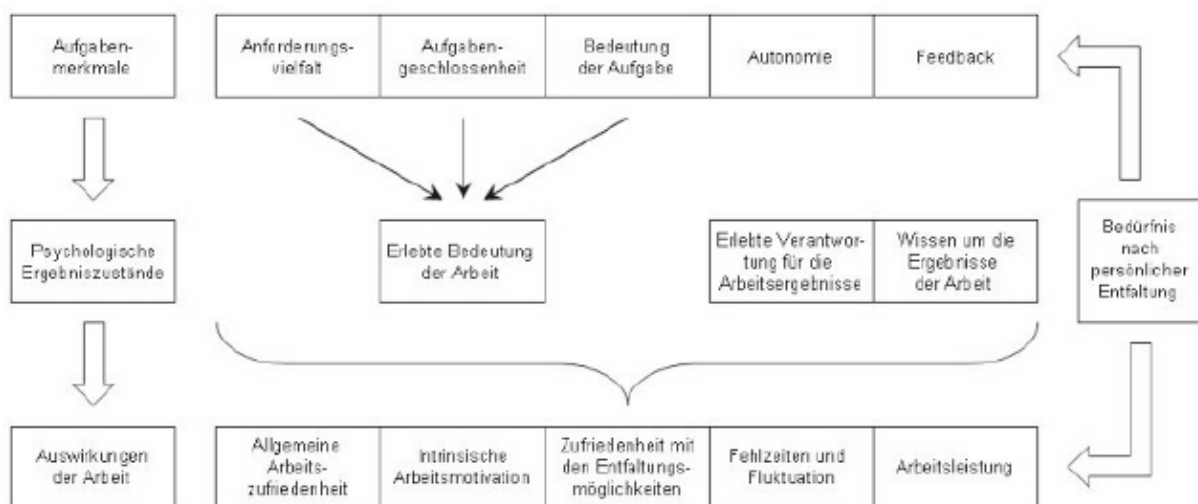 Aufgaben-
merkmale
Anforderungs-
vielfalt
Aufgaben-
geschlossenheit
Bedeutung
der Aufgabe
Autonomie
Feedback
Psychologische
Ergebniszustände
Erlebte Bedeutung
der Arbeit
Erlebte Verantwor-
tung für die
Arbeitsergebnisse
Wissen um die
Ergebnisse
der Arbeit
Bedürfnis
nach
persönlicher
Entfaltung
Auswirkungen
der Arbeit
Allgemeine
Arbeits-
zufriedenheit
Intrinsische
Arbeitsmotivation
Zufriedenheit mit
den Entfaltungs-
möglichkeiten
Fehlzeiten und
Fluktuation
Arbeitsleistung